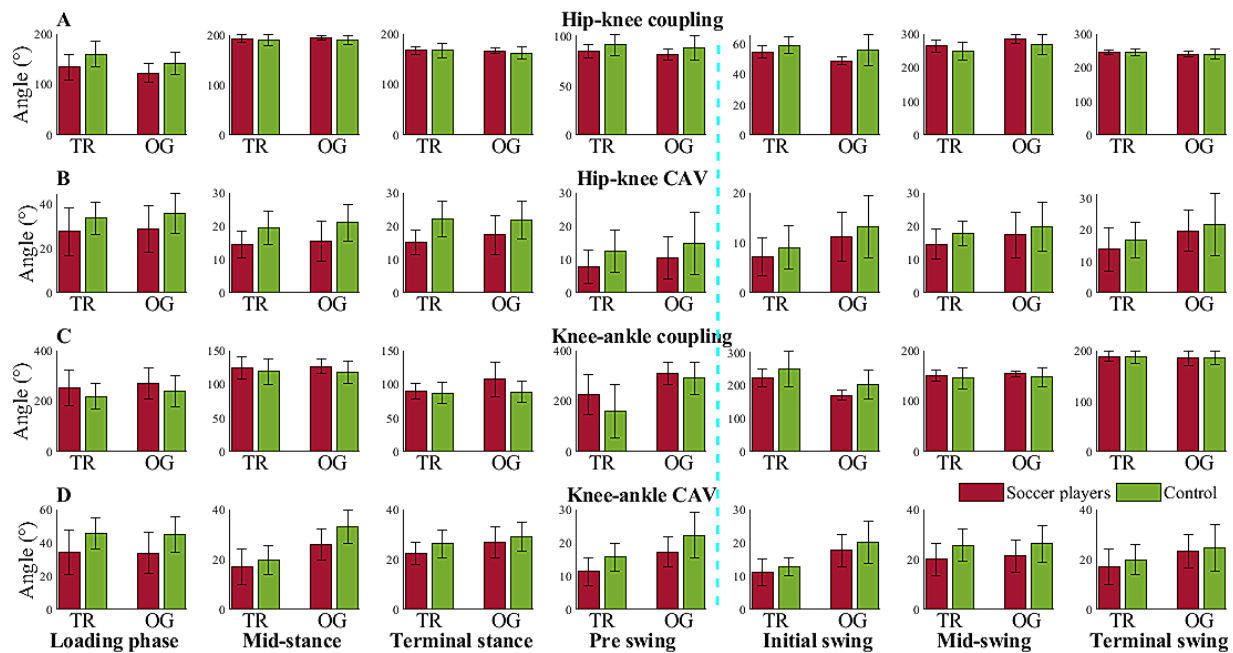 A Hip-knee coupling
Angle (°)
200 150 100 50 0
TR OG
200 100 0
TR OG
200 100 0
TR OG
100 50 0
TR OG
60 40 20 0
TR OG
300 200 100 0
TR OG
300 200 100 0
TR OG
B Hip-knee CAV
Angle (°)
40 20 0
TR OG
30 20 10 0
TR OG
30 20 10 0
TR OG
30 20 10 0
TR OG
20 10 0
TR OG
30 20 10 0
TR OG
30 20 10 0
TR OG
C Knee-ankle coupling
Angle (°)
400 200 0
TR OG
150 100 50 0
TR OG
150 100 50 0
TR OG
400 200 0
TR OG
300 200 100 0
TR OG
200 100 0
TR OG
200 100 0
TR OG
D Knee-ankle CAV
Soccer players Control
Angle (°)
60 40 20 0
TR OG
40 20 0
TR OG
40 20 0
TR OG
30 20 10 0
TR OG
30 20 10 0
TR OG
40 20 0
TR OG
40 20 0
TR OG
Loading phase Mid-stance Terminal stance Pre swing Initial swing Mid-swing Terminal swing